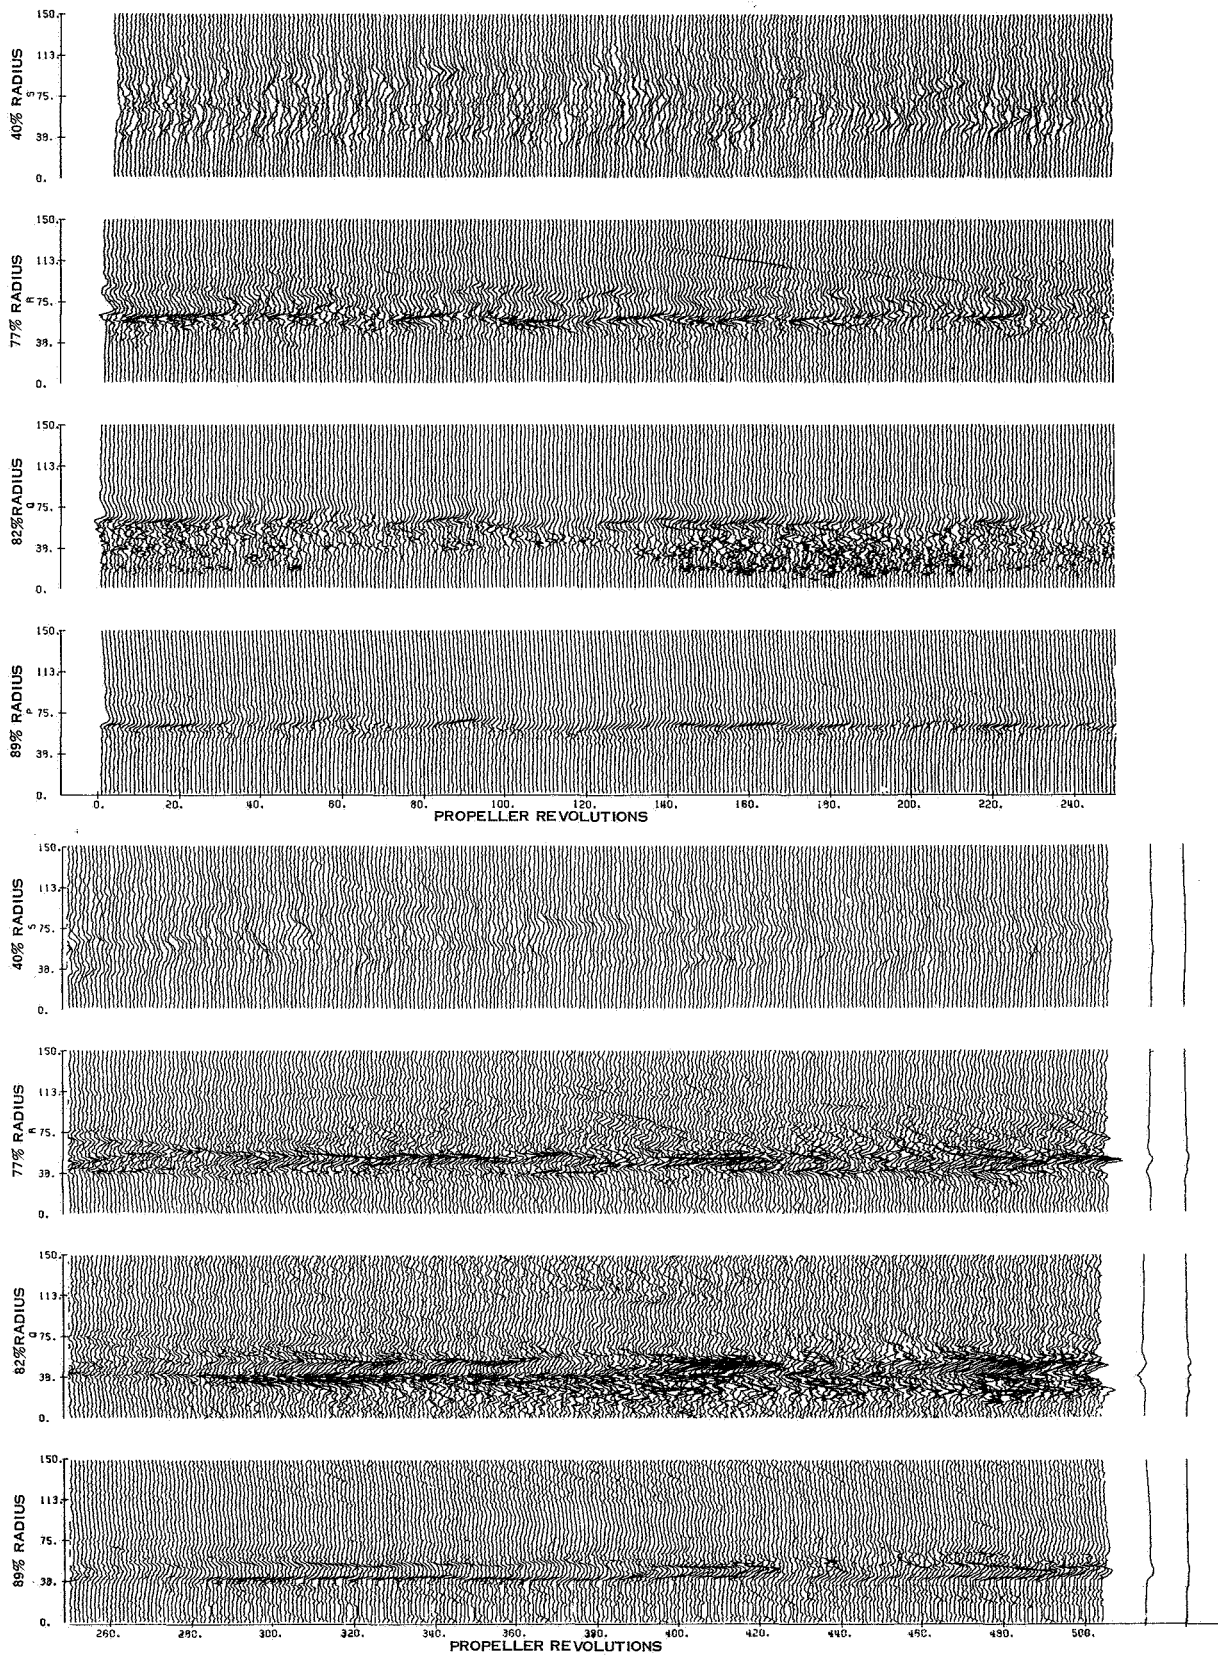 150.
113.
40% RADIUS
S
75.
39.
0.
150.
113.
77% RADIUS
R
75.
38.
0.
150.
113.
82% RADIUS
Q
75.
39.
0.
150.
113.
89% RADIUS
P
75.
39.
0.
0. 20. 40. 60. 80. 100. 120. 140. 160. 180. 200. 220. 240.
PROPELLER REVOLUTIONS
150.
113.
40% RADIUS
S
75.
38.
0.
150.
113.
77% RADIUS
R
75.
39.
0.
150.
113.
82% RADIUS
Q
75.
39.
0.
150.
113.
89% RADIUS
75.
38.
0.
260. 280. 300. 320. 340. 360. 380. 400. 420. 440. 460. 480. 500.
PROPELLER REVOLUTIONS